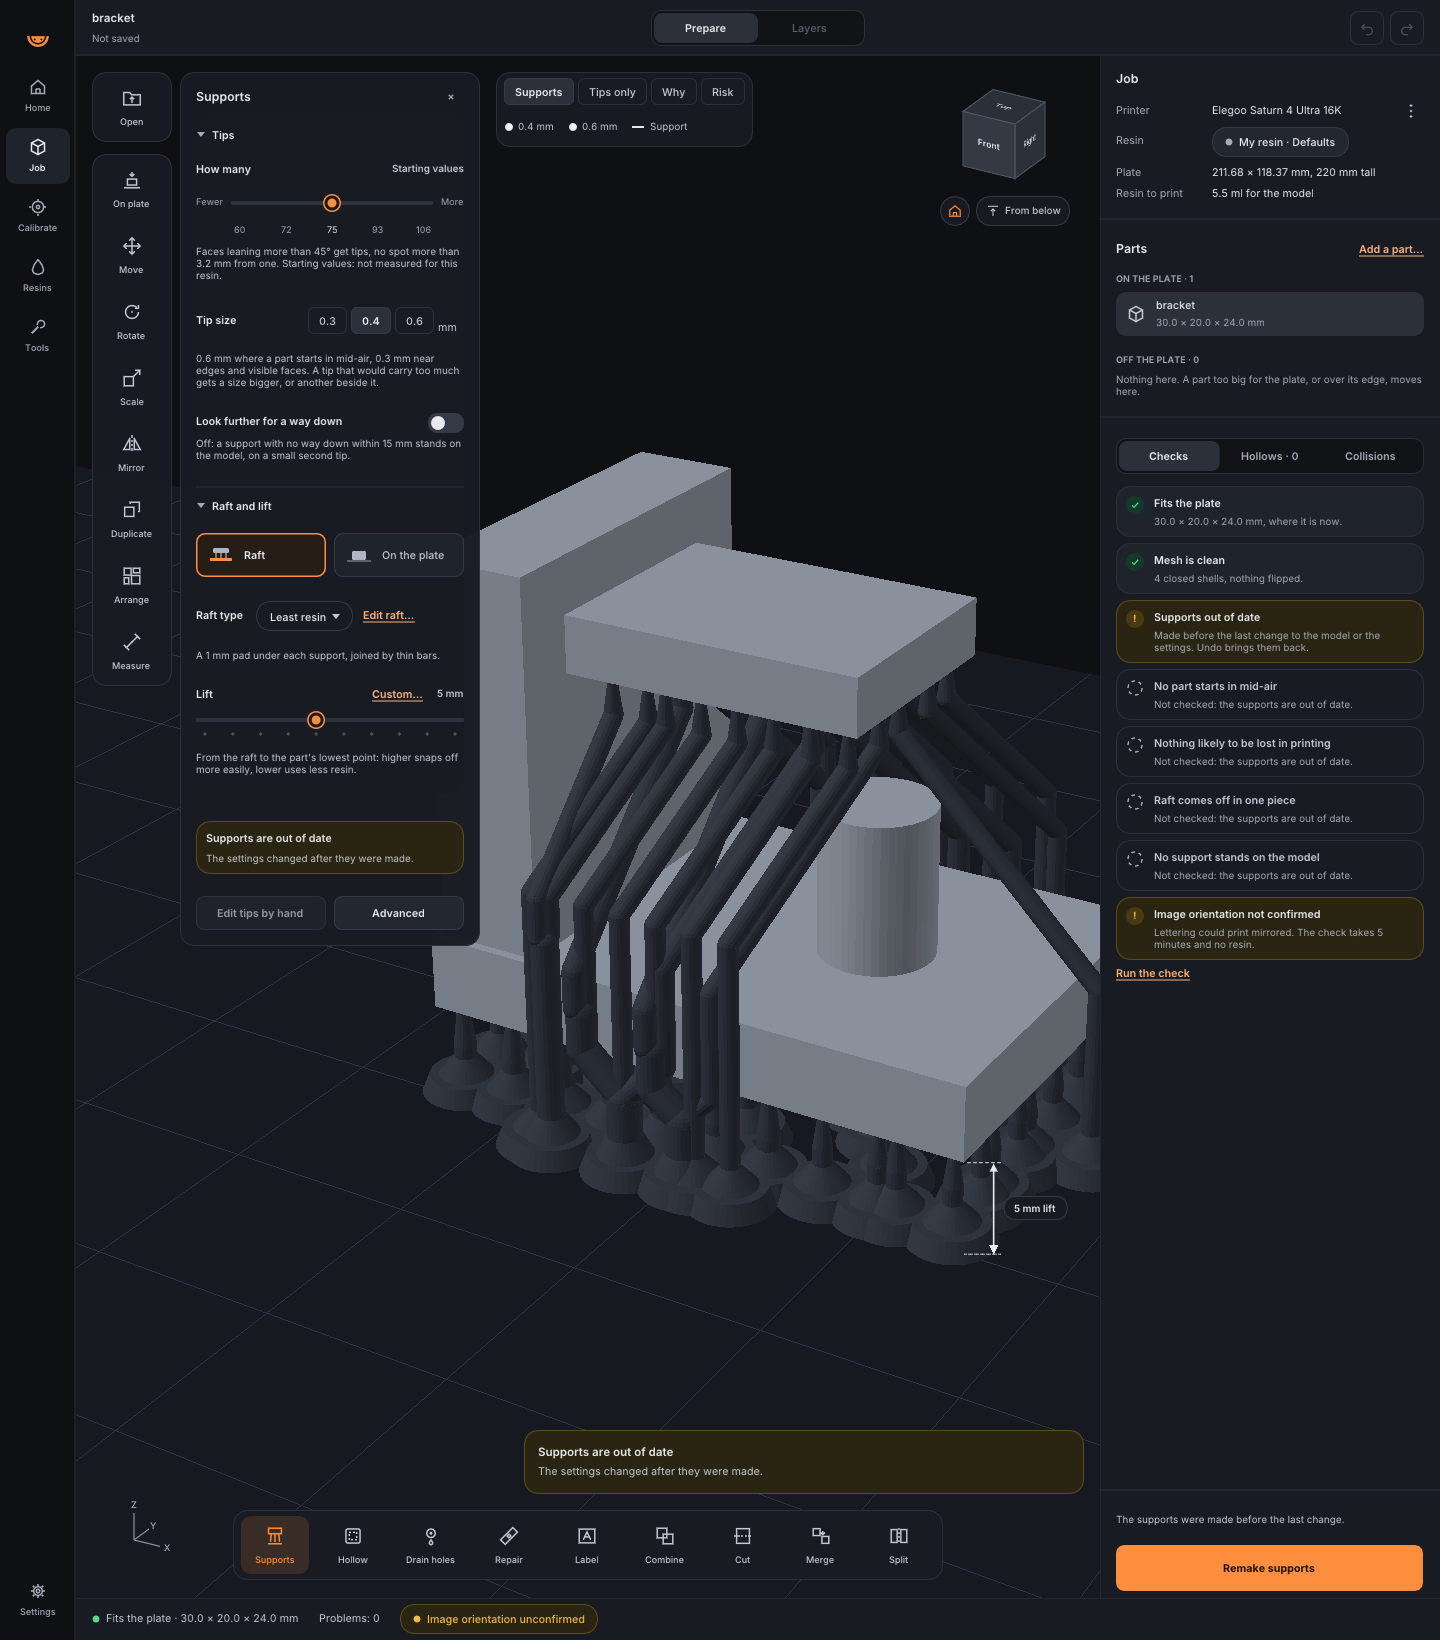 bracket
Not saved
Prepare
Layers
Home
Job
Calibrate
Resins
Tools
Settings
Open
On plate
Move
Rotate
Scale
Mirror
Duplicate
Arrange
Measure
Supports
×
Tips
How many
Starting values
Fewer
More
60 72 75 93 106
Faces leaning more than 45° get tips, no spot more than
3.2 mm from one. Starting values: not measured for this
resin.
Tip size
0.3
0.4
0.6
mm
0.6 mm where a part starts in mid-air, 0.3 mm near
edges and visible faces. A tip that would carry too much
gets a size bigger, or another beside it.
Look further for a way down
Off: a support with no way down within 15 mm stands on
the model, on a small second tip.
Raft and lift
Raft
On the plate
Raft type
Least resin
Edit raft...
A 1 mm pad under each support, joined by thin bars.
Lift
Custom...
5 mm
From the raft to the part's lowest point: higher snaps off
more easily, lower uses less resin.
Supports are out of date
The settings changed after they were made.
Edit tips by hand
Advanced
Supports
Tips only
Why
Risk
0.4 mm
0.6 mm
Support
Top
Front
Right
From below
5 mm lift
Supports are out of date
The settings changed after they were made.
Z
Y
X
Supports
Hollow
Drain holes
Repair
Label
Combine
Cut
Merge
Split
Fits the plate · 30.0 × 20.0 × 24.0 mm
Problems: 0
Image orientation unconfirmed
Job
Printer
Elegoo Saturn 4 Ultra 16K
Resin
My resin · Defaults
Plate
211.68 × 118.37 mm, 220 mm tall
Resin to print
5.5 ml for the model
Parts
Add a part...
ON THE PLATE · 1
bracket
30.0 × 20.0 × 24.0 mm
OFF THE PLATE · 0
Nothing here. A part too big for the plate, or over its edge, moves
here.
Checks
Hollows · 0
Collisions
Fits the plate
30.0 × 20.0 × 24.0 mm, where it is now.
Mesh is clean
4 closed shells, nothing flipped.
Supports out of date
Made before the last change to the model or the
settings. Undo brings them back.
No part starts in mid-air
Not checked: the supports are out of date.
Nothing likely to be lost in printing
Not checked: the supports are out of date.
Raft comes off in one piece
Not checked: the supports are out of date.
No support stands on the model
Not checked: the supports are out of date.
Image orientation not confirmed
Lettering could print mirrored. The check takes 5
minutes and no resin.
Run the check
The supports were made before the last change.
Remake supports